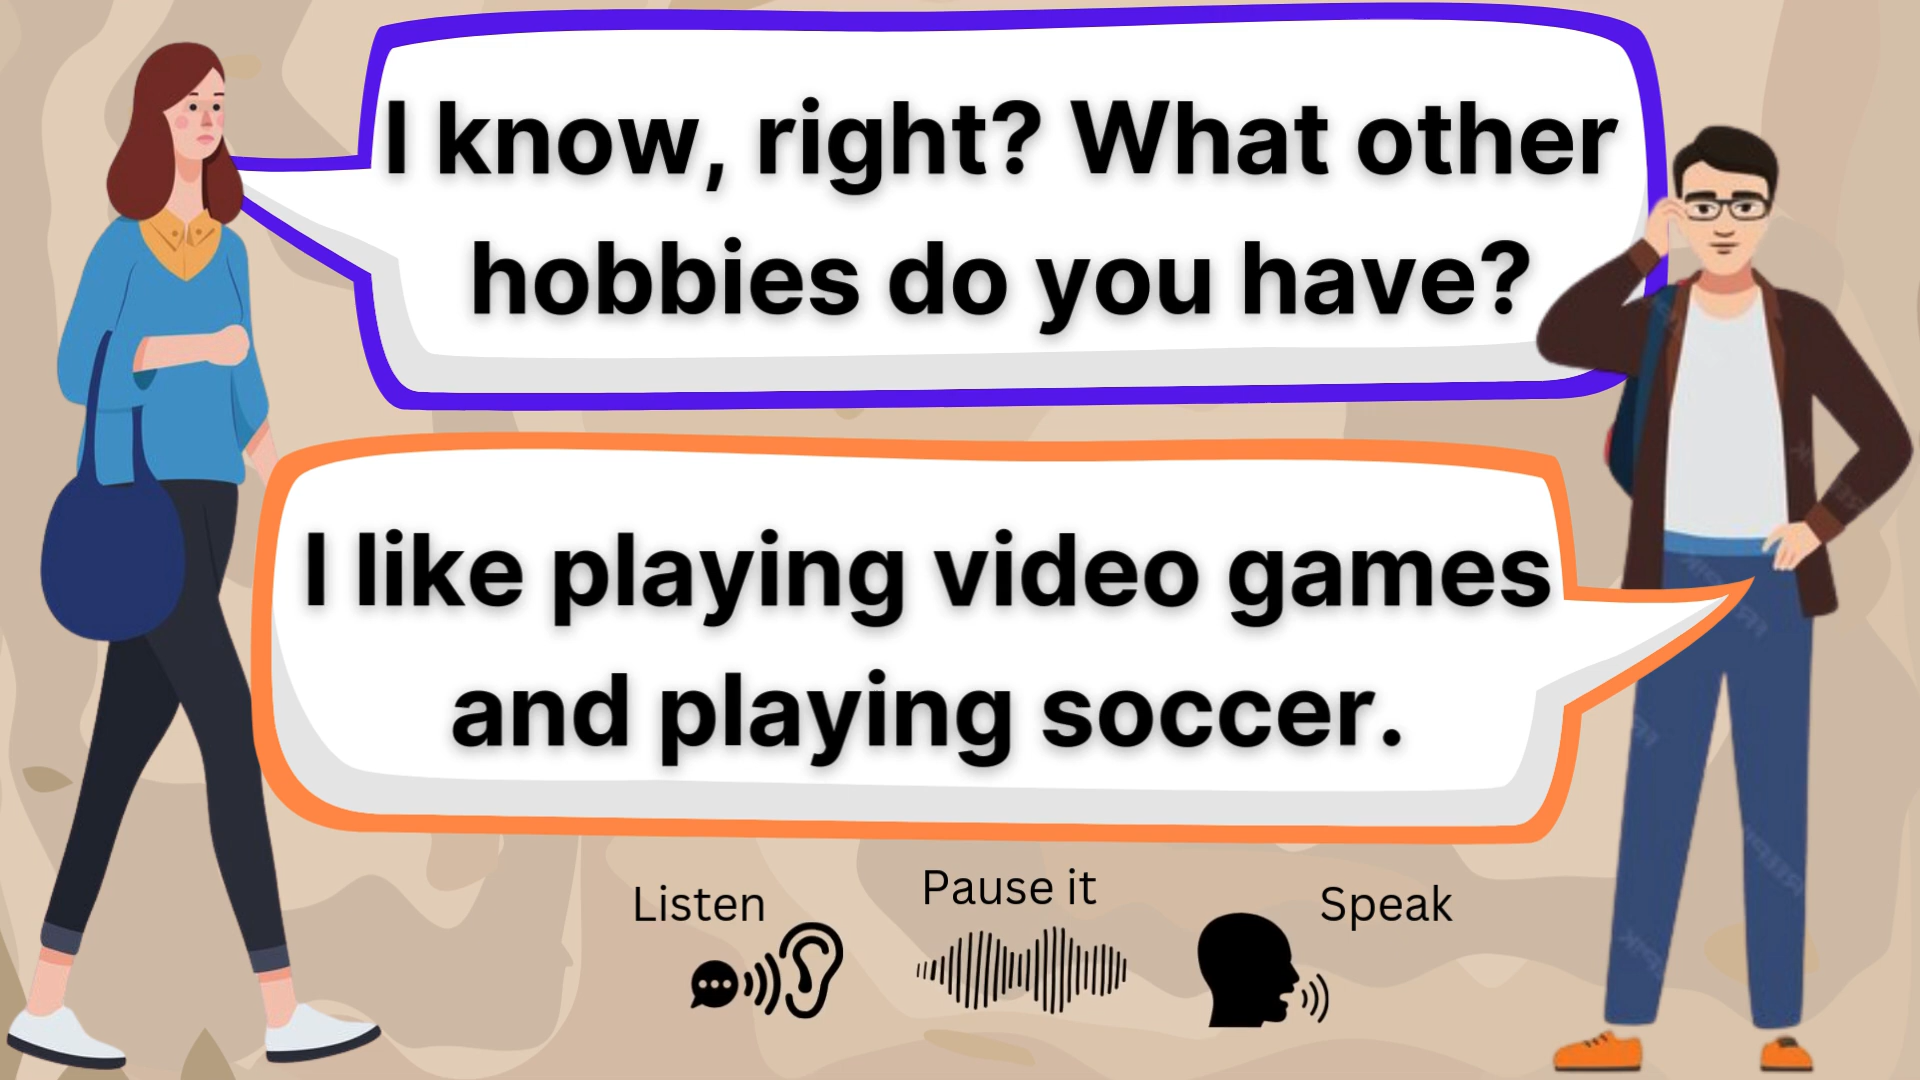 I know, right? What other
hobbies do you have?
I like playing video games
and playing soccer.
Listen
Pause it
Speak